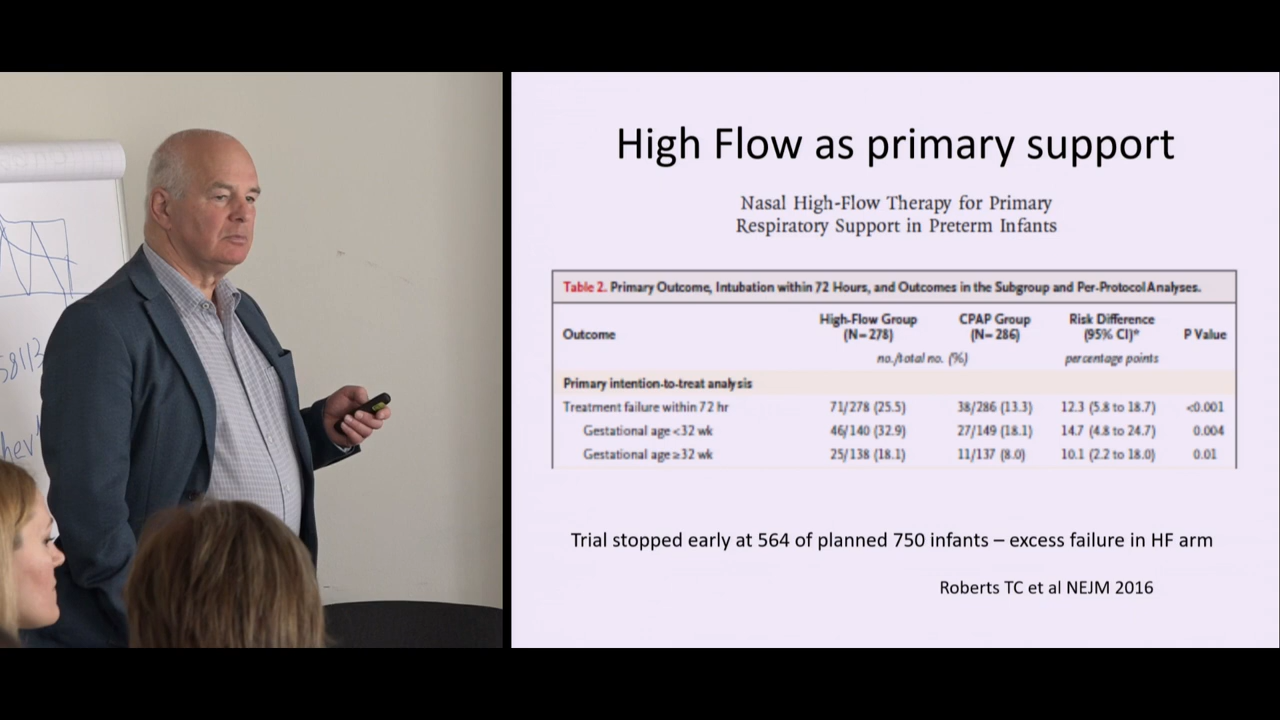 58113
hev
High Flow as primary support
Nasal High-Flow Therapy for Primary
Respiratory Support in Preterm Infants
Table 2. Primary Outcome, Intubation within 72 Hours, and Outcomes in the Subgroup and Per-Protocol Analyses.
Outcome High-Flow Group (N=278) CPAP Group (N=286) Risk Difference (95% CI)* P Value
no./total no. (%) percentage points
Primary intention-to-treat analysis
Treatment failure within 72 hr 71/278 (25.5) 38/286 (13.3) 12.3 (5.8 to 18.7) <0.001
Gestational age <32 wk 46/140 (32.9) 27/149 (18.1) 14.7 (4.8 to 24.7) 0.004
Gestational age ≥32 wk 25/138 (18.1) 11/137 (8.0) 10.1 (2.2 to 18.0) 0.01
Trial stopped early at 564 of planned 750 infants – excess failure in HF arm
Roberts TC et al NEJM 2016